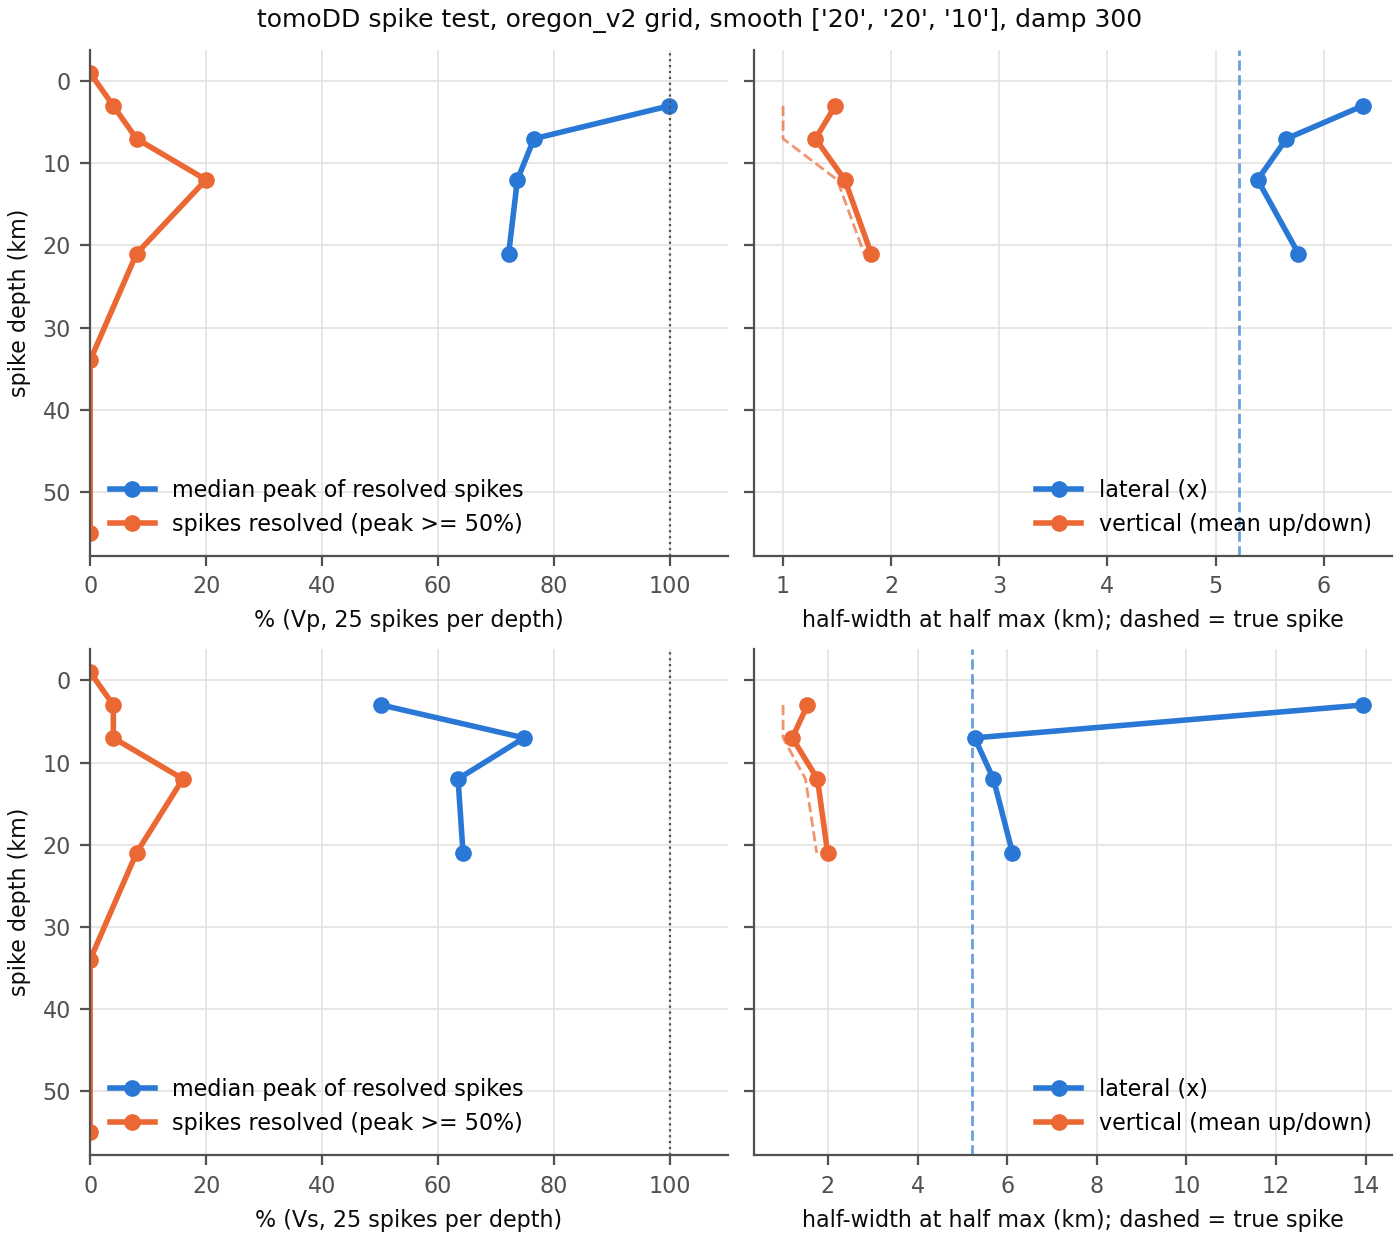 tomoDD spike test, oregon_v2 grid, smooth ['20', '20', '10'], damp 300
spike depth (km)
0
10
20
30
40
50
median peak of resolved spikes
spikes resolved (peak >= 50%)
0 20 40 60 80 100
% (Vp, 25 spikes per depth)
lateral (x)
vertical (mean up/down)
1 2 3 4 5 6
half-width at half max (km); dashed = true spike
spike depth (km)
0
10
20
30
40
50
median peak of resolved spikes
spikes resolved (peak >= 50%)
0 20 40 60 80 100
% (Vs, 25 spikes per depth)
lateral (x)
vertical (mean up/down)
2 4 6 8 10 12 14
half-width at half max (km); dashed = true spike